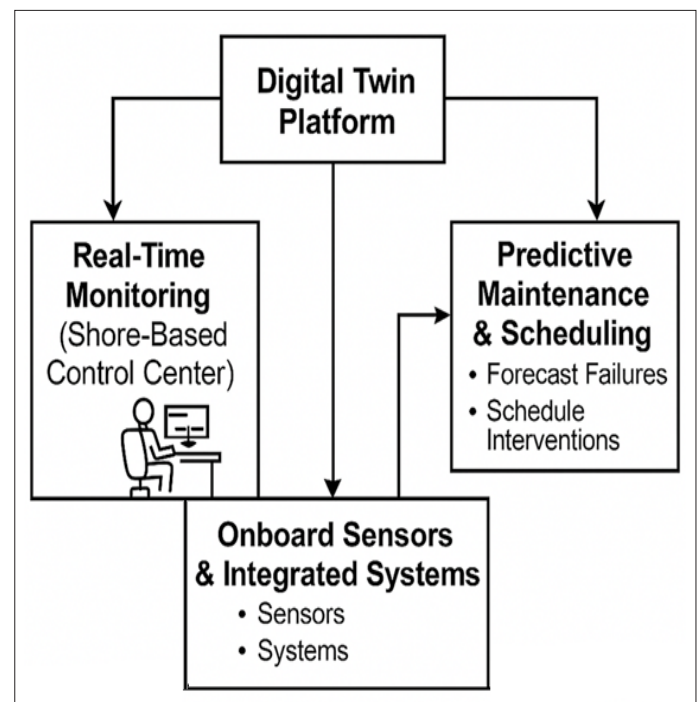 Digital Twin
Platform
Real-Time
Monitoring
(Shore-Based
Control Center)
Predictive
Maintenance
& Scheduling
• Forecast Failures
• Schedule
Interventions
Onboard Sensors
& Integrated Systems
• Sensors
• Systems